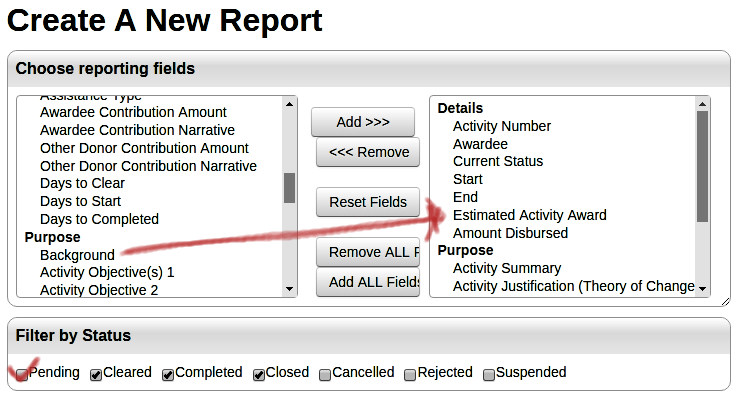 Create A New Report
Choose reporting fields
Assistance Type
Awardee Contribution Amount
Awardee Contribution Narrative
Other Donor Contribution Amount
Other Donor Contribution Narrative
Days to Clear
Days to Start
Days to Completed
Purpose
Background
Activity Objective(s) 1
Activity Objective 2
Add >>>
<<< Remove
Reset Fields
Remove ALL F
Add ALL Fields
Details
Activity Number
Awardee
Current Status
Start
End
Estimated Activity Award
Amount Disbursed
Purpose
Activity Summary
Activity Justification (Theory of Change
Filter by Status
Pending Cleared Completed Closed Cancelled Rejected Suspended